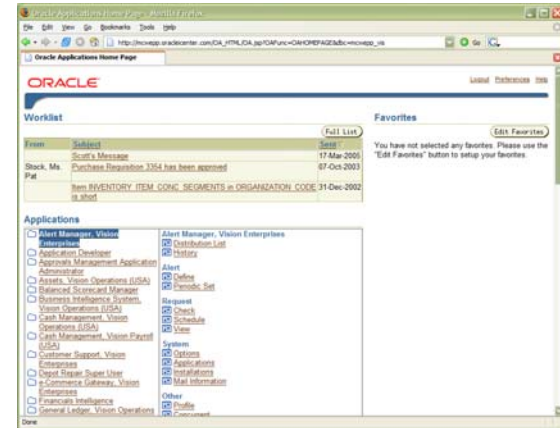 Oracle Applications Home Page - Mozilla Firefox
File Edit View Go Bookmarks Tools Help
Go
Oracle Applications Home Page
ORACLE
Logout Preferences Help
Worklist
Full List
From Subject Sent
Scott's Message 17-Mar-2005
Stock, Ms. Pat Purchase Requisition 3354 has been approved 07-Oct-2003
Item INVENTORY_ITEM_CONC_SEGMENTS in ORGANIZATION_CODE is short 31-Dec-2002
Favorites
Edit Favorites
You have not selected any favorites. Please use the
"Edit Favorites" button to setup your favorites.
Applications
Alert Manager, Vision
Enterprises
Application Developer
Approvals Management Application
Administrator
Assets, Vision Operations (USA)
Balanced Scorecard Manager
Business Intelligence System,
Vision Operations (USA)
Cash Management, Vision
Operations (USA)
Cash Management, Vision Payroll
(USA)
Customer Support, Vision
Enterprises
Depot Repair Super User
e-Commerce Gateway, Vision
Enterprises
Financials Intelligence
General Ledger, Vision Operations
Alert Manager, Vision Enterprises
Distribution List
History
Alert
Define
Periodic Set
Request
Check
Schedule
View
System
Options
Applications
Installations
Mail Information
Other
Profile
Concurrent
Done